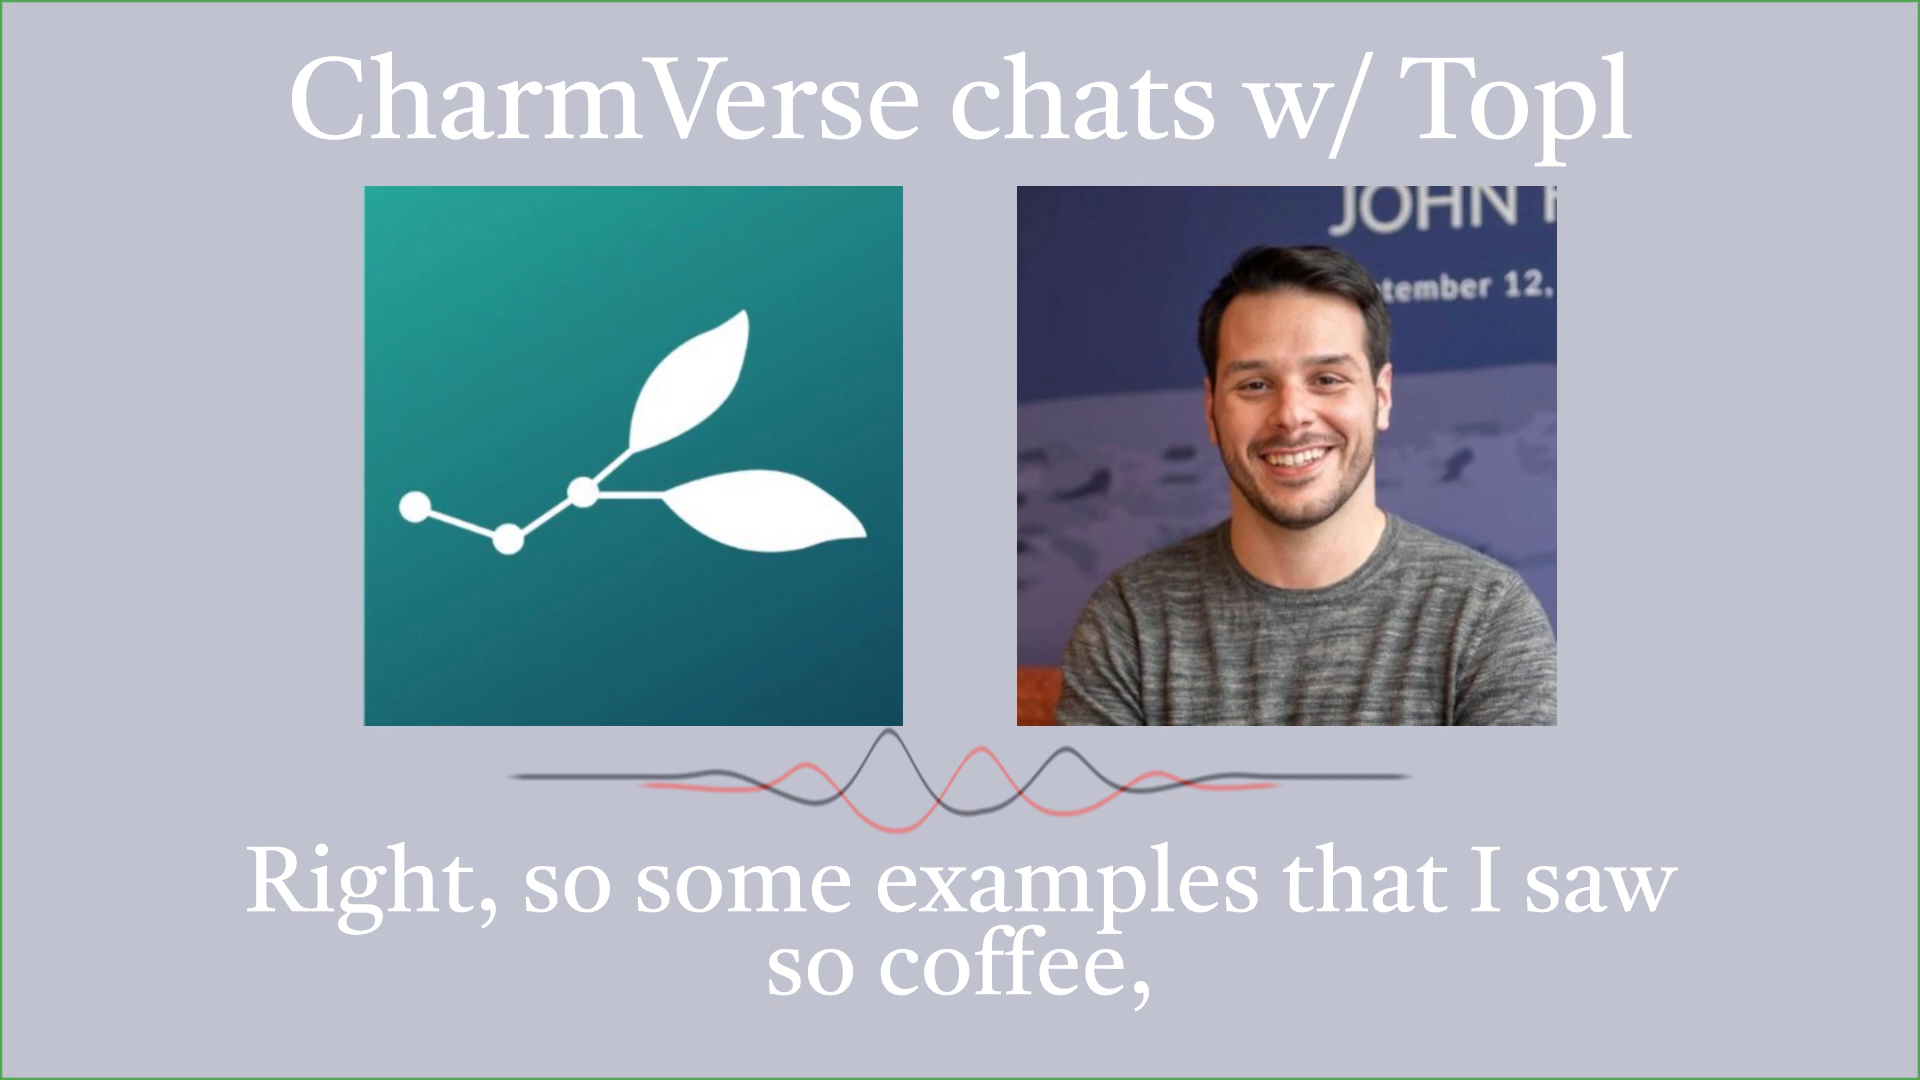 CharmVerse chats w/ Topl
JOHN
tember 12,
Right, so some examples that I saw
so coffee,